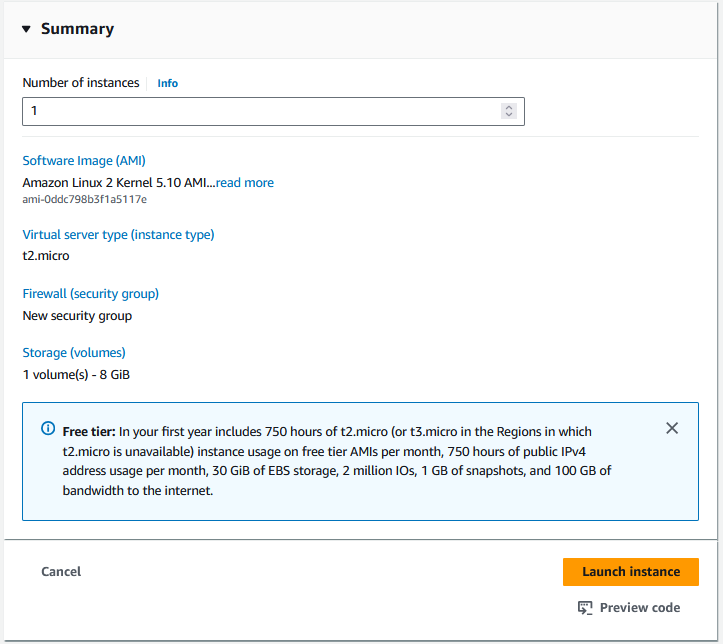 Summary
Number of instances Info
1
Software Image (AMI)
Amazon Linux 2 Kernel 5.10 AMI...read more
ami-0ddc798b3f1a5117e
Virtual server type (instance type)
t2.micro
Firewall (security group)
New security group
Storage (volumes)
1 volume(s) - 8 GiB
Free tier: In your first year includes 750 hours of t2.micro (or t3.micro in the Regions in which
t2.micro is unavailable) instance usage on free tier AMIs per month, 750 hours of public IPv4
address usage per month, 30 GiB of EBS storage, 2 million IOs, 1 GB of snapshots, and 100 GB of
bandwidth to the internet.
Cancel
Launch instance
Preview code